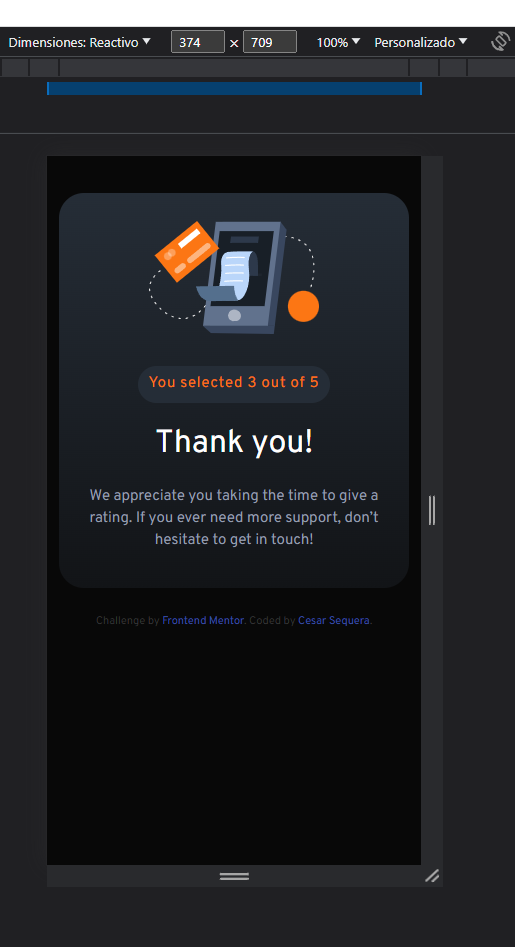 Dimensiones: Reactivo 374 × 709 100% Personalizado
You selected 3 out of 5
Thank you!
We appreciate you taking the time to give a
rating. If you ever need more support, don't
hesitate to get in touch!
Challenge by Frontend Mentor. Coded by Cesar Sequera.